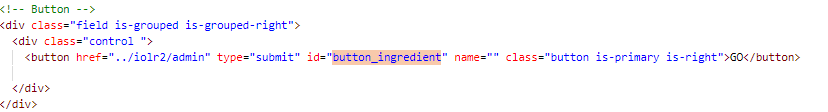 <!-- Button -->
<div class="field is-grouped is-grouped-right">
<div class="control ">
<button href="../iolr2/admin" type="submit" id="button_ingredient" name="" class="button is-primary is-right">GO</button>
</div>
</div>